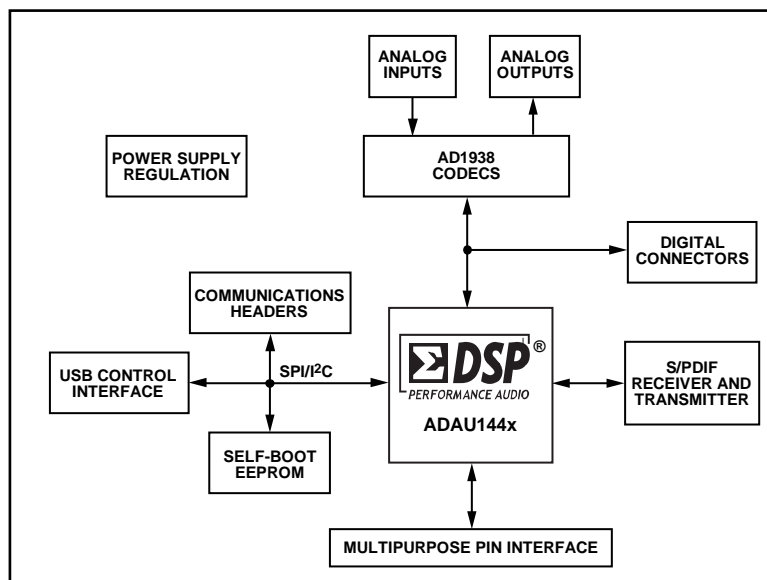 ANALOG
INPUTS
ANALOG
OUTPUTS
POWER SUPPLY
REGULATION
AD1938
CODECS
DIGITAL
CONNECTORS
COMMUNICATIONS
HEADERS
USB CONTROL
INTERFACE
SPI/I²C
SELF-BOOT
EEPROM
ΣDSP®
PERFORMANCE AUDIO
ADAU144x
S/PDIF
RECEIVER AND
TRANSMITTER
MULTIPURPOSE PIN INTERFACE